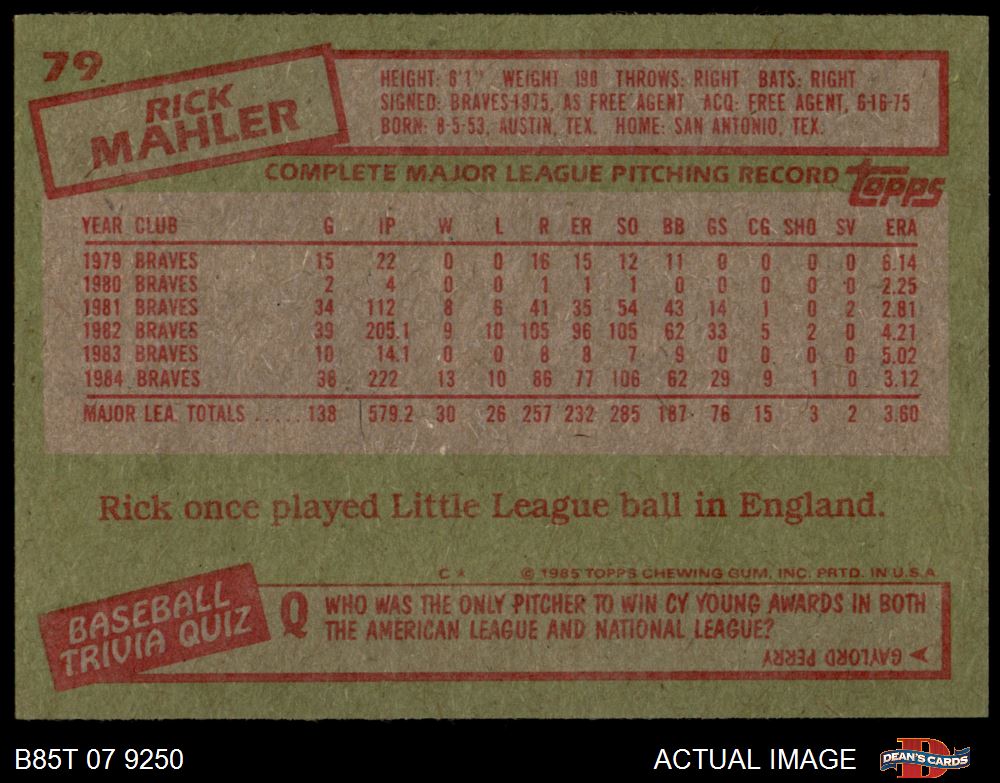 79
RICK
MAHLER
HEIGHT: 6'1" WEIGHT: 190 THROWS: RIGHT BATS: RIGHT
SIGNED: BRAVES-1975, AS FREE AGENT ACQ: FREE AGENT, 6-16-75
BORN: 8-5-53, AUSTIN, TEX. HOME: SAN ANTONIO, TEX.
COMPLETE MAJOR LEAGUE PITCHING RECORD
TOPPS
YEAR CLUB G IP W L R ER SO BB GS CG SHO SV ERA
1979 BRAVES 15 22 0 0 16 15 12 11 0 0 0 0 6.14
1980 BRAVES 2 4 0 0 1 1 1 0 0 0 0 0 2.25
1981 BRAVES 34 112 8 6 41 35 54 43 14 1 0 2 2.81
1982 BRAVES 39 205.1 9 10 105 96 105 62 33 5 2 0 4.21
1983 BRAVES 10 14.1 0 0 8 8 7 9 0 0 0 0 5.02
1984 BRAVES 38 222 13 10 86 77 106 62 29 9 1 0 3.12
MAJOR LEA. TOTALS ..... 138 579.2 30 26 257 232 285 187 76 15 3 2 3.60
Rick once played Little League ball in England.
C* © 1985 TOPPS CHEWING GUM, INC. PRTD. IN U.S.A.
BASEBALL
TRIVIA QUIZ
Q WHO WAS THE ONLY PITCHER TO WIN CY YOUNG AWARDS IN BOTH
THE AMERICAN LEAGUE AND NATIONAL LEAGUE?
GAYLORD PERRY
B85T 07 9250
ACTUAL IMAGE
D
DEAN'S CARDS